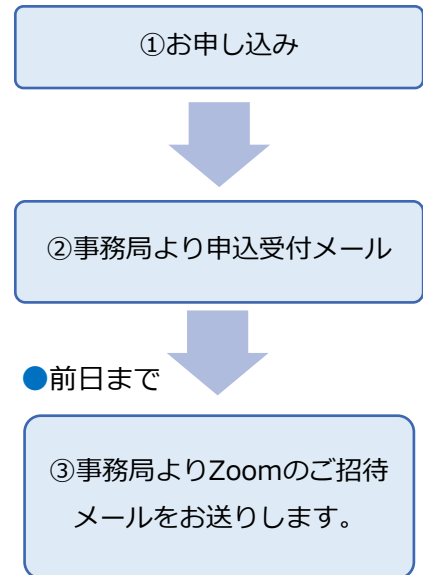 ①お申し込み
②事務局より申込受付メール
●前日まで
③事務局よりZoomのご招待
メールをお送りします。